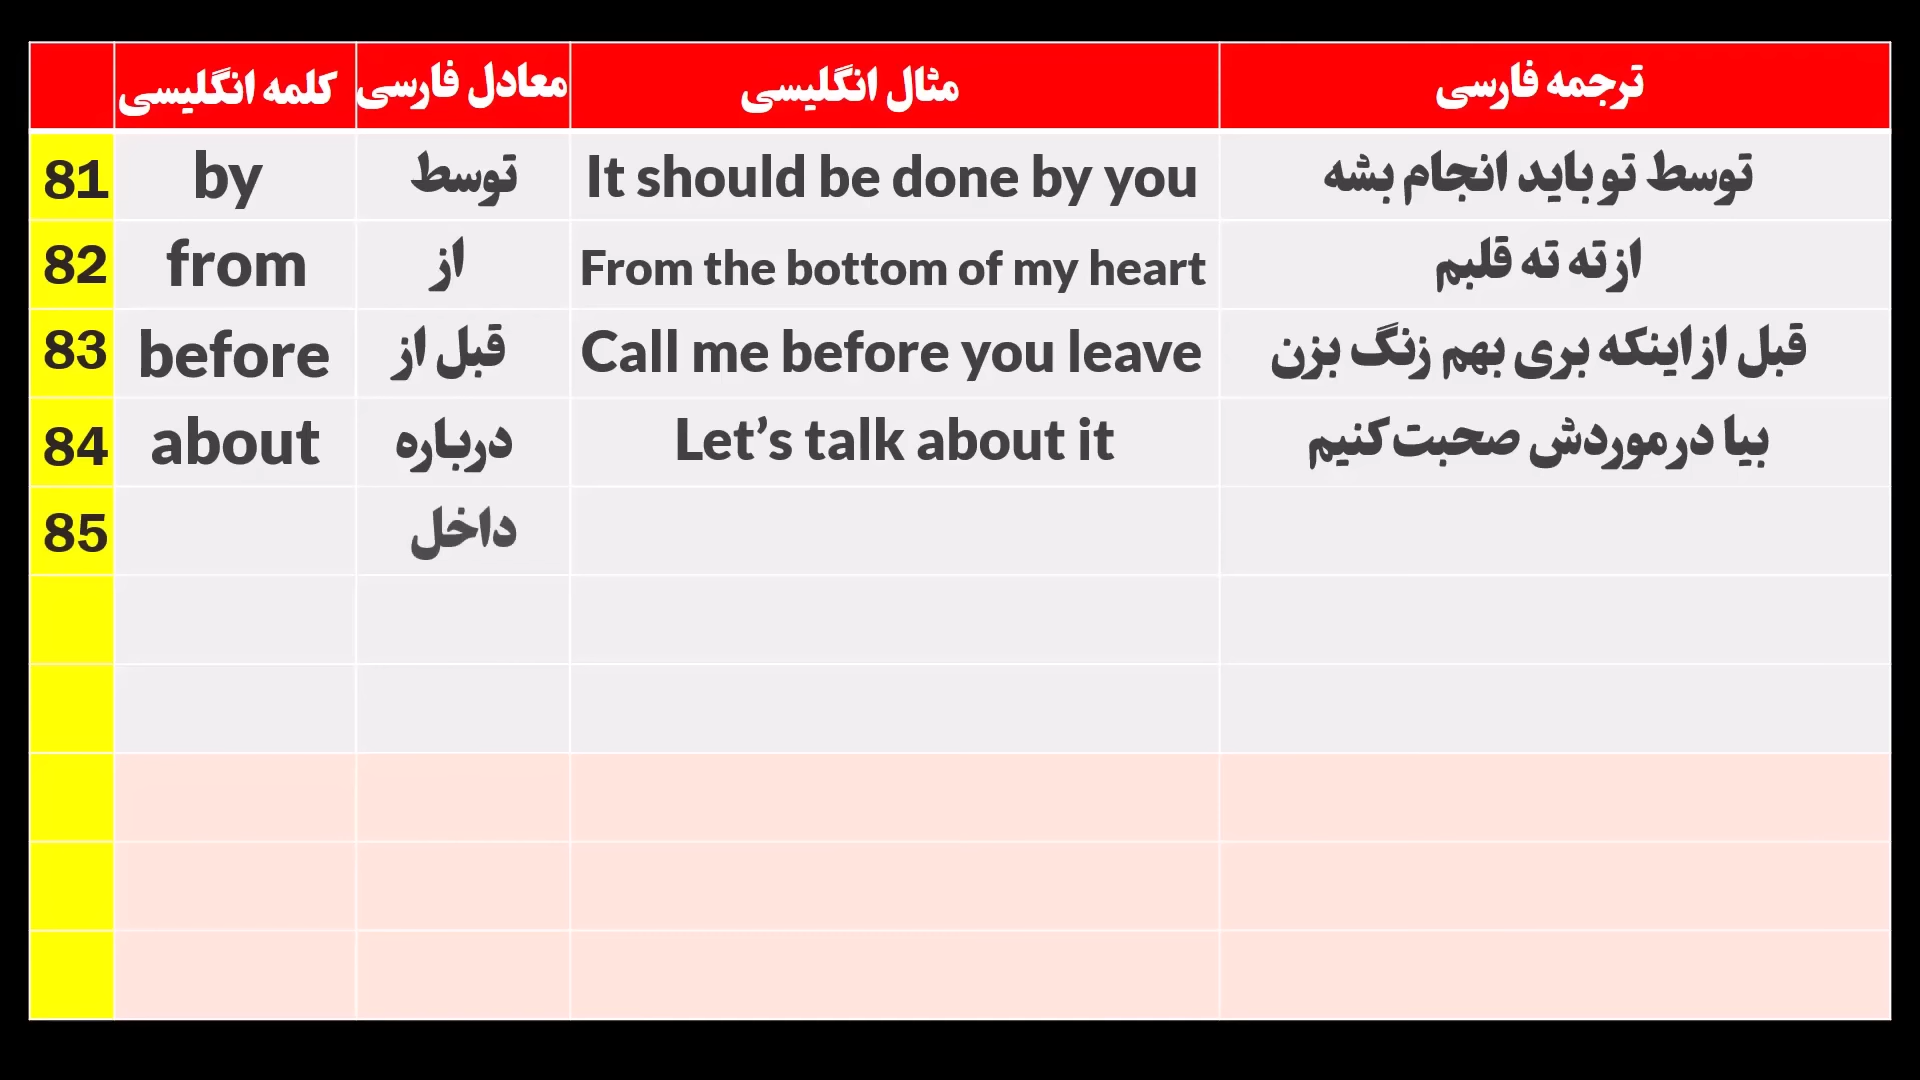 کلمه انگلیسی معادل فارسی مثال انگلیسی ترجمه فارسی
81 by توسط It should be done by you توسط تو باید انجام بشه
82 from از From the bottom of my heart از ته ته قلبم
83 before قبل از Call me before you leave قبل از اینکه بری بهم زنگ بزن
84 about درباره Let’s talk about it بیا در موردش صحبت کنیم
85 داخل